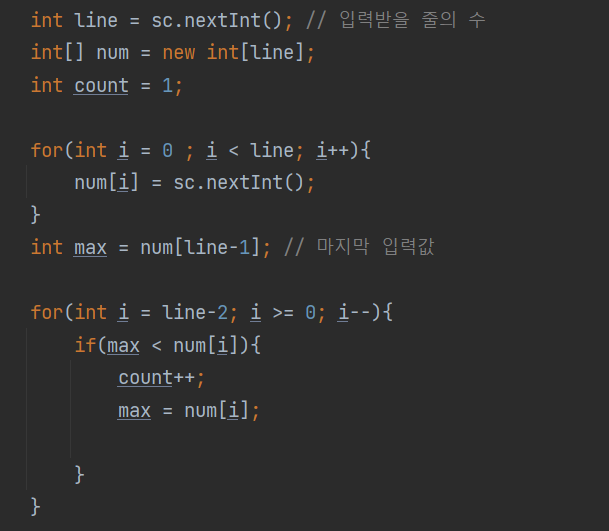 int line = sc.nextInt(); // 입력받을 줄의 수
int[] num = new int[line];
int count = 1;
for(int i = 0 ; i < line; i++){
num[i] = sc.nextInt();
}
int max = num[line-1]; // 마지막 입력값
for(int i = line-2; i >= 0; i--){
if(max < num[i]){
count++;
max = num[i];
}
}